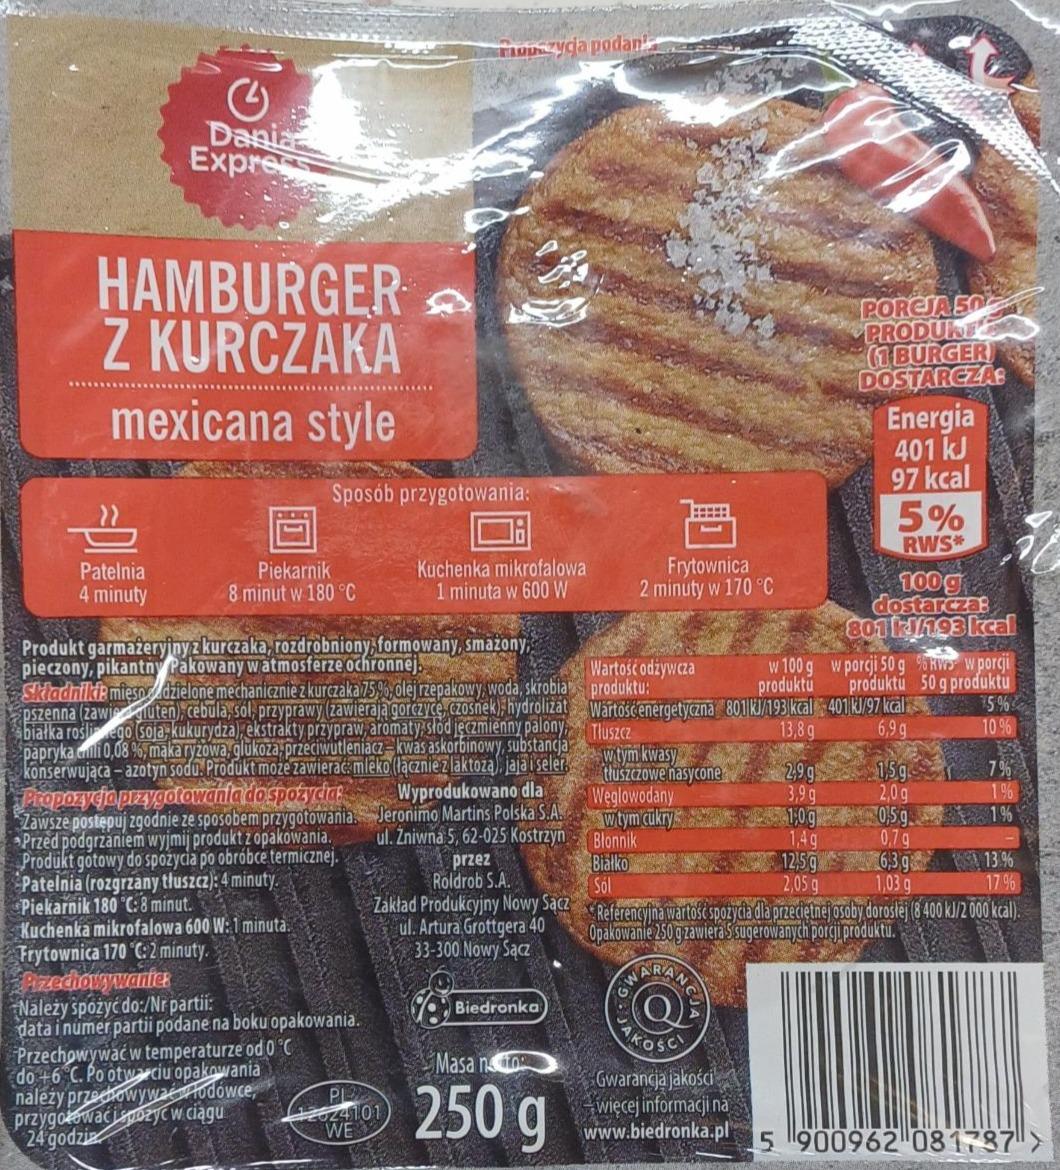 Propozycja podania
Dania
Express
HAMBURGER
Z KURCZAKA
mexicana style
PORCJA 50 g
PRODUKTU
(1 BURGER)
DOSTARCZA:
Energia
401 kJ
97 kcal
5%
RWS*
100 g
dostarcza:
801 kJ/193 kcal
Sposób przygotowania:
Patelnia
4 minuty
Piekarnik
8 minut w 180 °C
Kuchenka mikrofalowa
1 minuta w 600 W
Frytownica
2 minuty w 170 °C
Produkt garmażeryjny z kurczaka, rozdrobniony, formowany, smażony,
pieczony, pikantny. Pakowany w atmosferze ochronnej.
Składniki: mięso oddzielone mechanicznie z kurczaka 75%, olej rzepakowy, woda, skrobia
pszenna (zawiera gluten), cebula, sól, przyprawy (zawierają gorczycę, czosnek), hydrolizat
białka roślinnego (soja, kukurydza), ekstrakty przypraw, aromaty, słód jęczmienny palony,
papryka chili 0,08 %, mąka ryżowa, glukoza, przeciwutleniacz – kwas askorbinowy, substancja
konserwująca – azotyn sodu. Produkt może zawierać: mleko (łącznie z laktozą), jaja i seler.
Propozycja przygotowania do spożycia:
*Zawsze postępuj zgodnie ze sposobem przygotowania.
*Przed podgrzaniem wyjmij produkt z opakowania.
Produkt gotowy do spożycia po obróbce termicznej.
Patelnia (rozgrzany tłuszcz): 4 minuty.
Piekarnik 180 °C: 8 minut.
Kuchenka mikrofalowa 600 W: 1 minuta.
Frytownica 170 °C: 2 minuty.
Przechowywanie:
Należy spożyć do:/Nr partii:
data i numer partii podane na boku opakowania.
Przechowywać w temperaturze od 0 °C
do +6 °C. Po otwarciu opakowania
należy przechowywać w lodówce,
przygotować i spożyć w ciągu
24 godzin.
Wyprodukowano dla
Jeronimo Martins Polska S.A.
ul. Żniwna 5, 62-025 Kostrzyn
przez
Roldrob S.A.
Zakład Produkcyjny Nowy Sącz
ul. Artura Grottgera 40
33-300 Nowy Sącz
Biedronka
Masa netto:
250 g
PL
12624101
WE
Wartość odżywcza produktu: w 100 g produktu w porcji 50 g produktu % RWS* w porcji 50 g produktu
Wartość energetyczna 801 kJ/193 kcal 401 kJ/97 kcal 5 %
Tłuszcz 13,8 g 6,9 g 10 %
w tym kwasy
tłuszczowe nasycone 2,9 g 1,5 g 7 %
Węglowodany 3,9 g 2,0 g 1 %
w tym cukry 1,0 g 0,5 g 1 %
Błonnik 1,4 g 0,7 g –
Białko 12,5 g 6,3 g 13 %
Sól 2,05 g 1,03 g 17 %
*Referencyjna wartość spożycia dla przeciętnej osoby dorosłej (8 400 kJ/2 000 kcal).
Opakowanie 250 g zawiera 5 sugerowanych porcji produktu.
GWARANCJA
Q
JAKOŚCI
Gwarancja jakości
– więcej informacji na
www.biedronka.pl
5 900962 081787 >